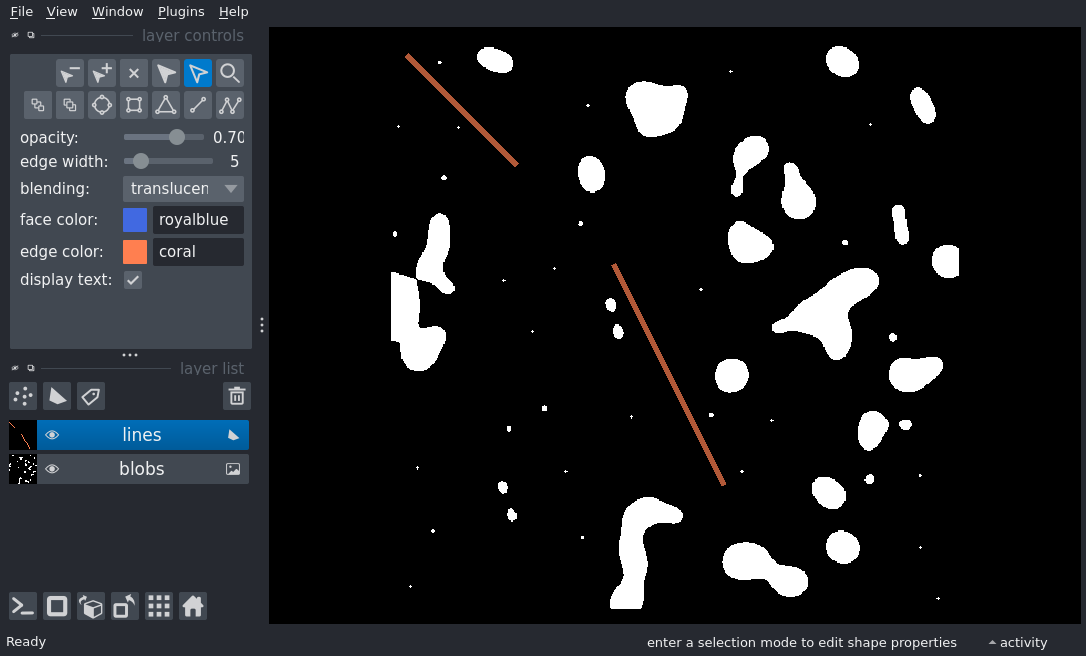 File View Window Plugins Help
layer controls
opacity: 0.70
edge width: 5
blending: translucen
face color: royalblue
edge color: coral
display text:
layer list
lines
blobs
Ready enter a selection mode to edit shape properties activity